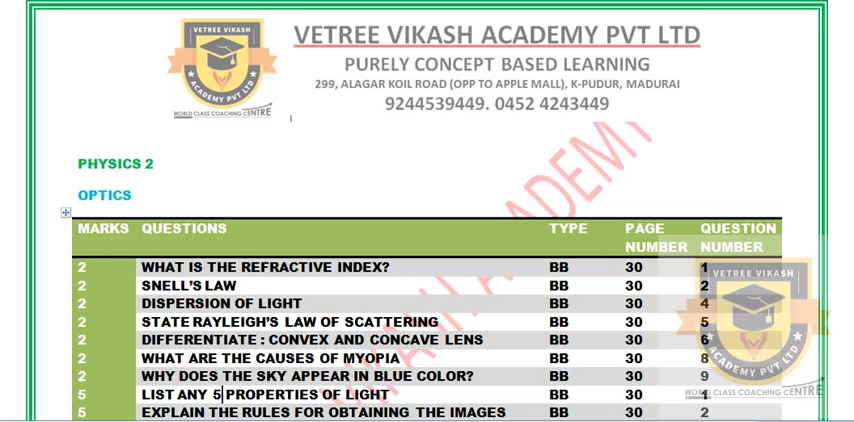 VETREE VIKASH
ACADEMY PVT LTD
WORLD CLASS COACHING CENTRE
VETREE VIKASH ACADEMY PVT LTD
PURELY CONCEPT BASED LEARNING
299, ALAGAR KOIL ROAD (OPP TO APPLE MALL), K-PUDUR, MADURAI
9244539449. 0452 4243449
PHYSICS 2
OPTICS
MARKS QUESTIONS TYPE PAGE NUMBER QUESTION NUMBER
2 WHAT IS THE REFRACTIVE INDEX? BB 30 1
2 SNELL'S LAW BB 30 2
2 DISPERSION OF LIGHT BB 30 4
2 STATE RAYLEIGH'S LAW OF SCATTERING BB 30 5
2 DIFFERENTIATE : CONVEX AND CONCAVE LENS BB 30 6
2 WHAT ARE THE CAUSES OF MYOPIA BB 30 8
2 WHY DOES THE SKY APPEAR IN BLUE COLOR? BB 30 9
5 LIST ANY 5 PROPERTIES OF LIGHT BB 30 1
5 EXPLAIN THE RULES FOR OBTAINING THE IMAGES BB 30 2
ACADEMY
VETREE VIKASH
ACADEMY PVT LTD
WORLD CLASS COACHING CENTRE